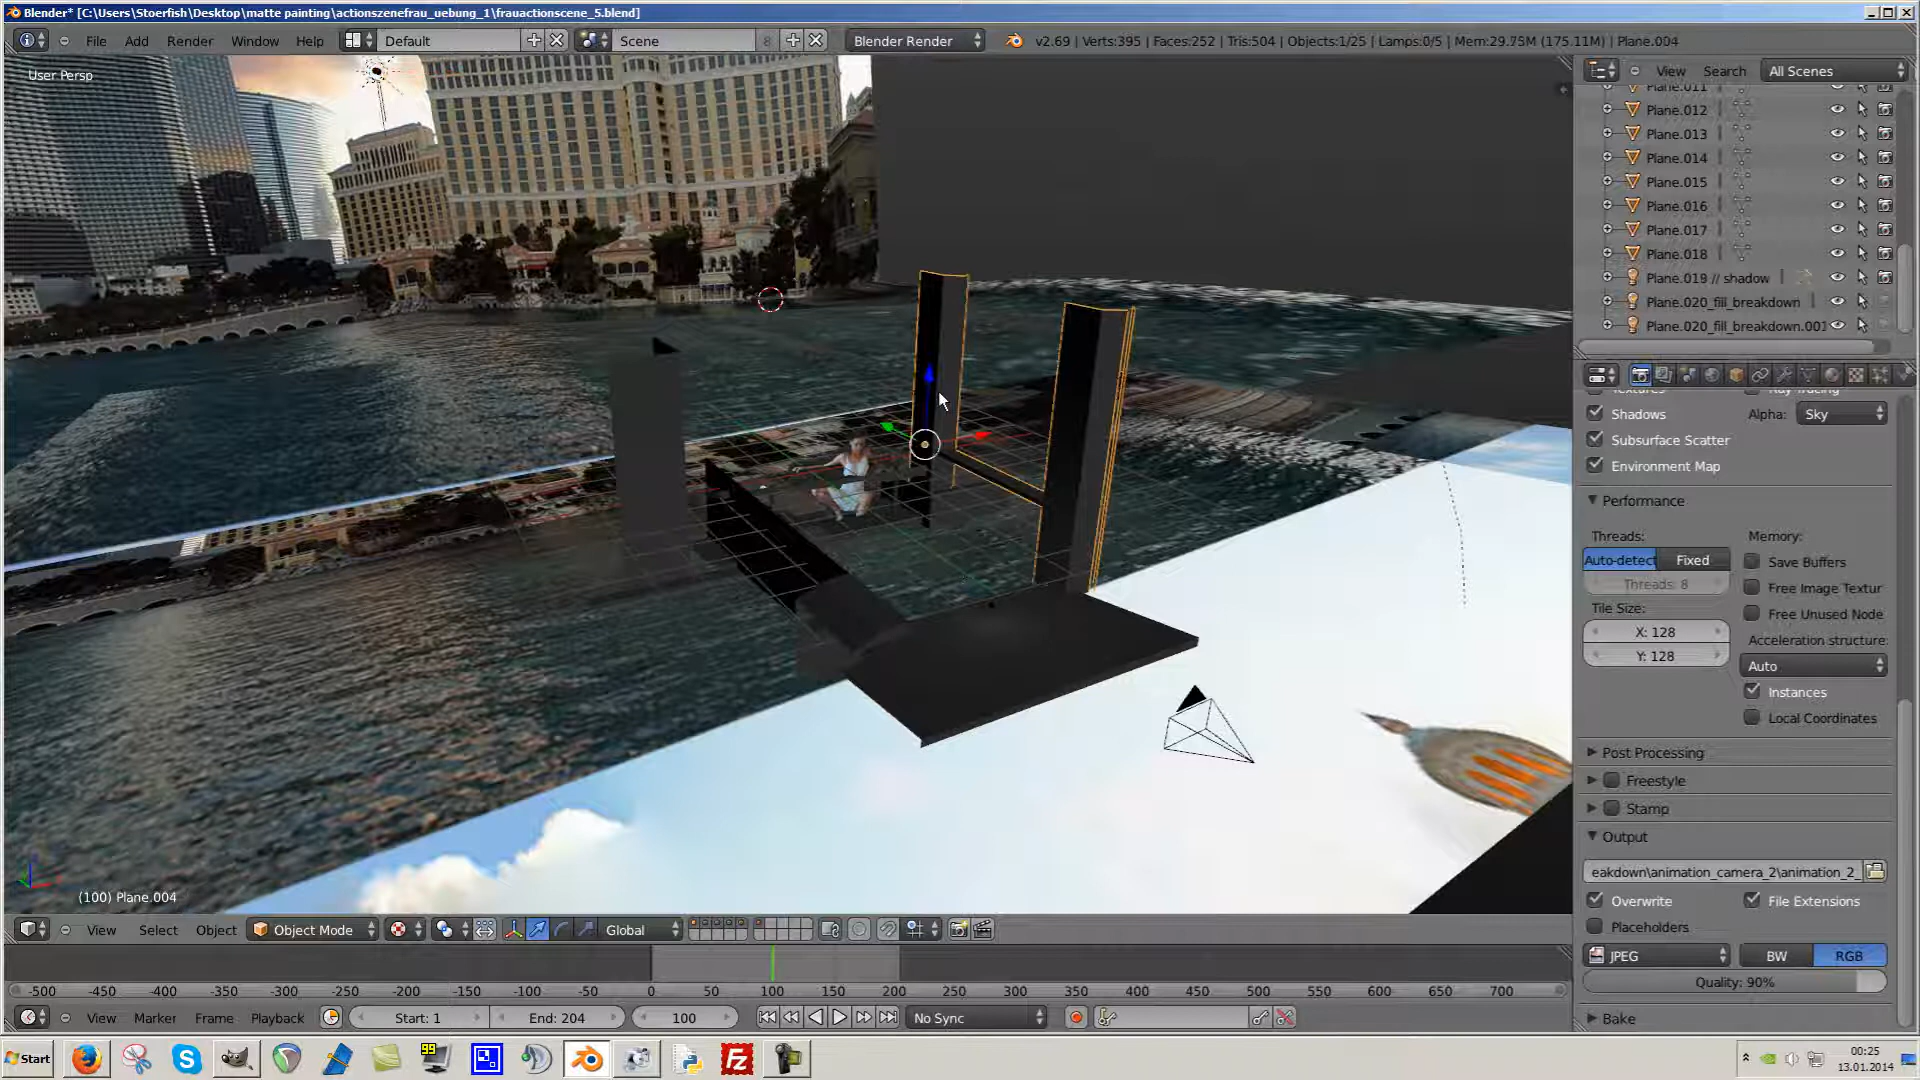 Blender* [C:\Users\Stoerfish\Desktop\matte painting\actionszenefrau_uebung_1\frauactionscene_5.blend]
File Add Render Window Help Default Scene 8 Blender Render v2.69 | Verts:395 | Faces:252 | Tris:504 | Objects:1/25 | Lamps:0/5 | Mem:29.75M (175.11M) | Plane.004
User Persp
View Search All Scenes
Plane.011
Plane.012
Plane.013
Plane.014
Plane.015
Plane.016
Plane.017
Plane.018
Plane.019 // shadow
Plane.020_fill_breakdown
Plane.020_fill_breakdown.001
Textures Ray Tracing
Shadows Alpha: Sky
Subsurface Scatter
Environment Map
Performance
Threads: Memory:
Auto-detect Fixed Save Buffers
Threads: 8 Free Image Textur
Tile Size: Free Unused Node
X: 128 Acceleration structure:
Y: 128 Auto
Instances
Local Coordinates
Post Processing
Freestyle
Stamp
Output
eakdown\animation_camera_2\animation_2_
Overwrite File Extensions
Placeholders
JPEG BW RGB
Quality: 90%
Bake
(100) Plane.004
View Select Object Object Mode Global
-500 -450 -400 -350 -300 -250 -200 -150 -100 -50 0 50 100 150 200 250 300 350 400 450 500 550 600 650 700
View Marker Frame Playback Start: 1 End: 204 100 No Sync
Start 99 FZ 00:25
13.01.2014